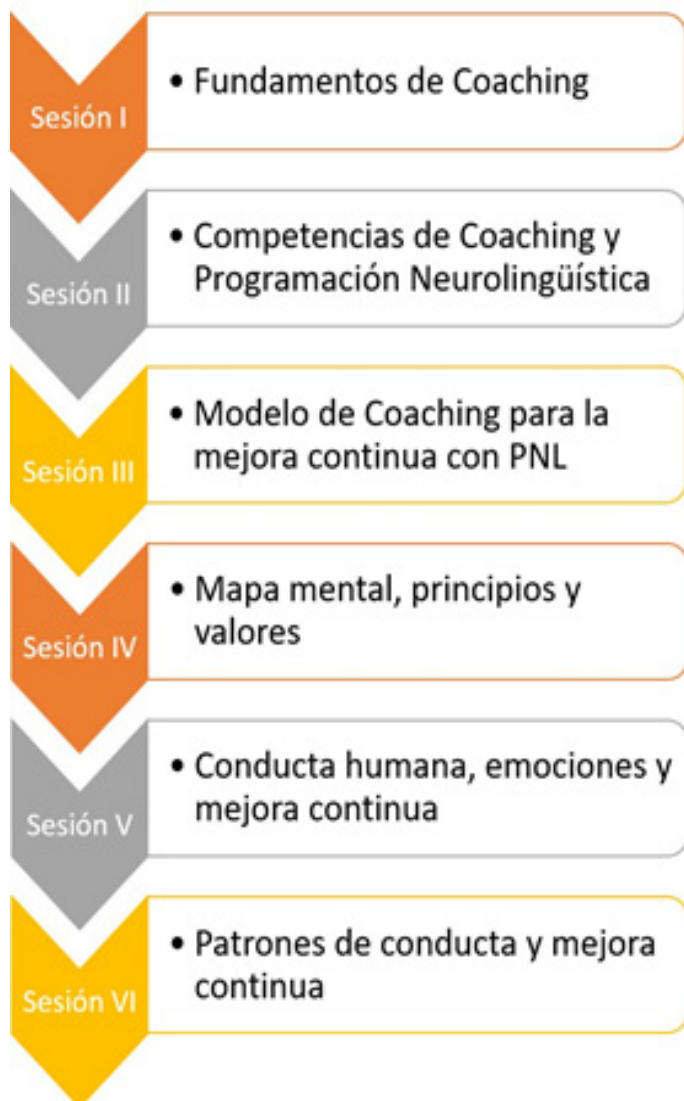 Sesión I
• Fundamentos de Coaching
Sesión II
• Competencias de Coaching y
Programación Neurolingüística
Sesión III
• Modelo de Coaching para la
mejora continua con PNL
Sesión IV
• Mapa mental, principios y
valores
Sesión V
• Conducta humana, emociones y
mejora continua
Sesión VI
• Patrones de conducta y mejora
continua